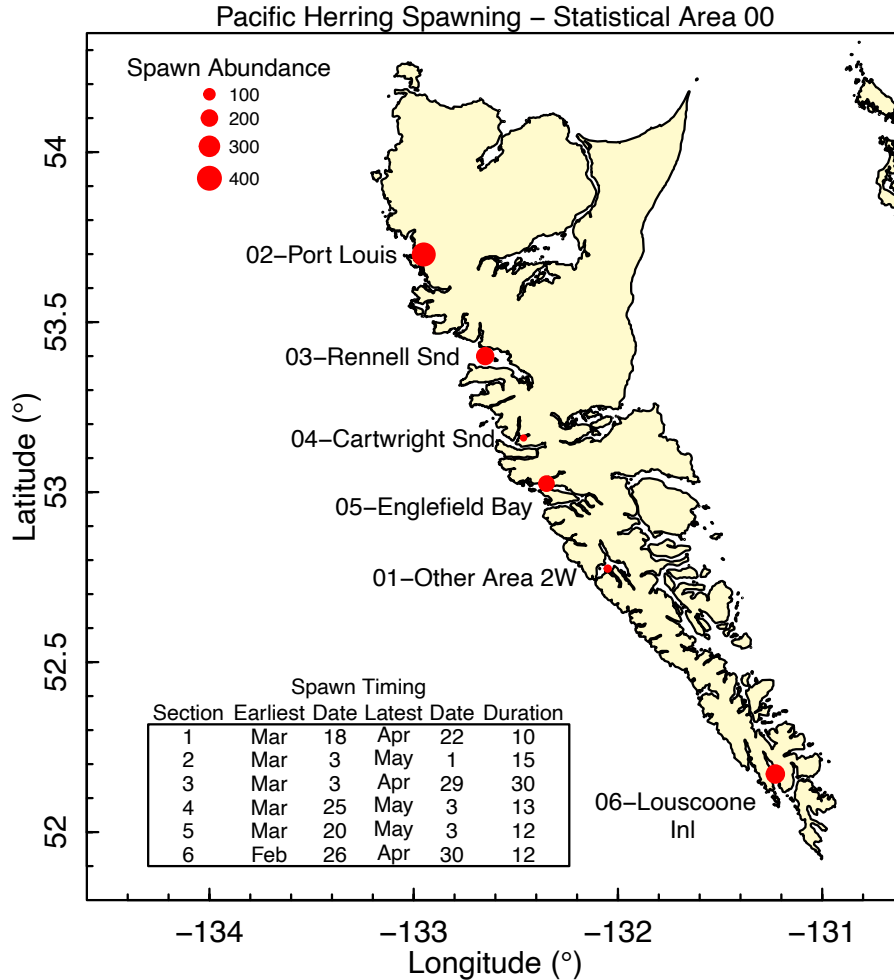 Pacific Herring Spawning − Statistical Area 00
Spawn Abundance
100
200
300
400
02−Port Louis
03−Rennell Snd
04−Cartwright Snd
05−Englefield Bay
01−Other Area 2W
06−Louscoone
Inl
Spawn Timing
Section Earliest Date Latest Date Duration
1 Mar 18 Apr 22 10
2 Mar 3 May 1 15
3 Mar 3 Apr 29 30
4 Mar 25 May 3 13
5 Mar 20 May 3 12
6 Feb 26 Apr 30 12
54
53.5
53
52.5
52
Latitude (°)
−134 −133 −132 −131
Longitude (°)